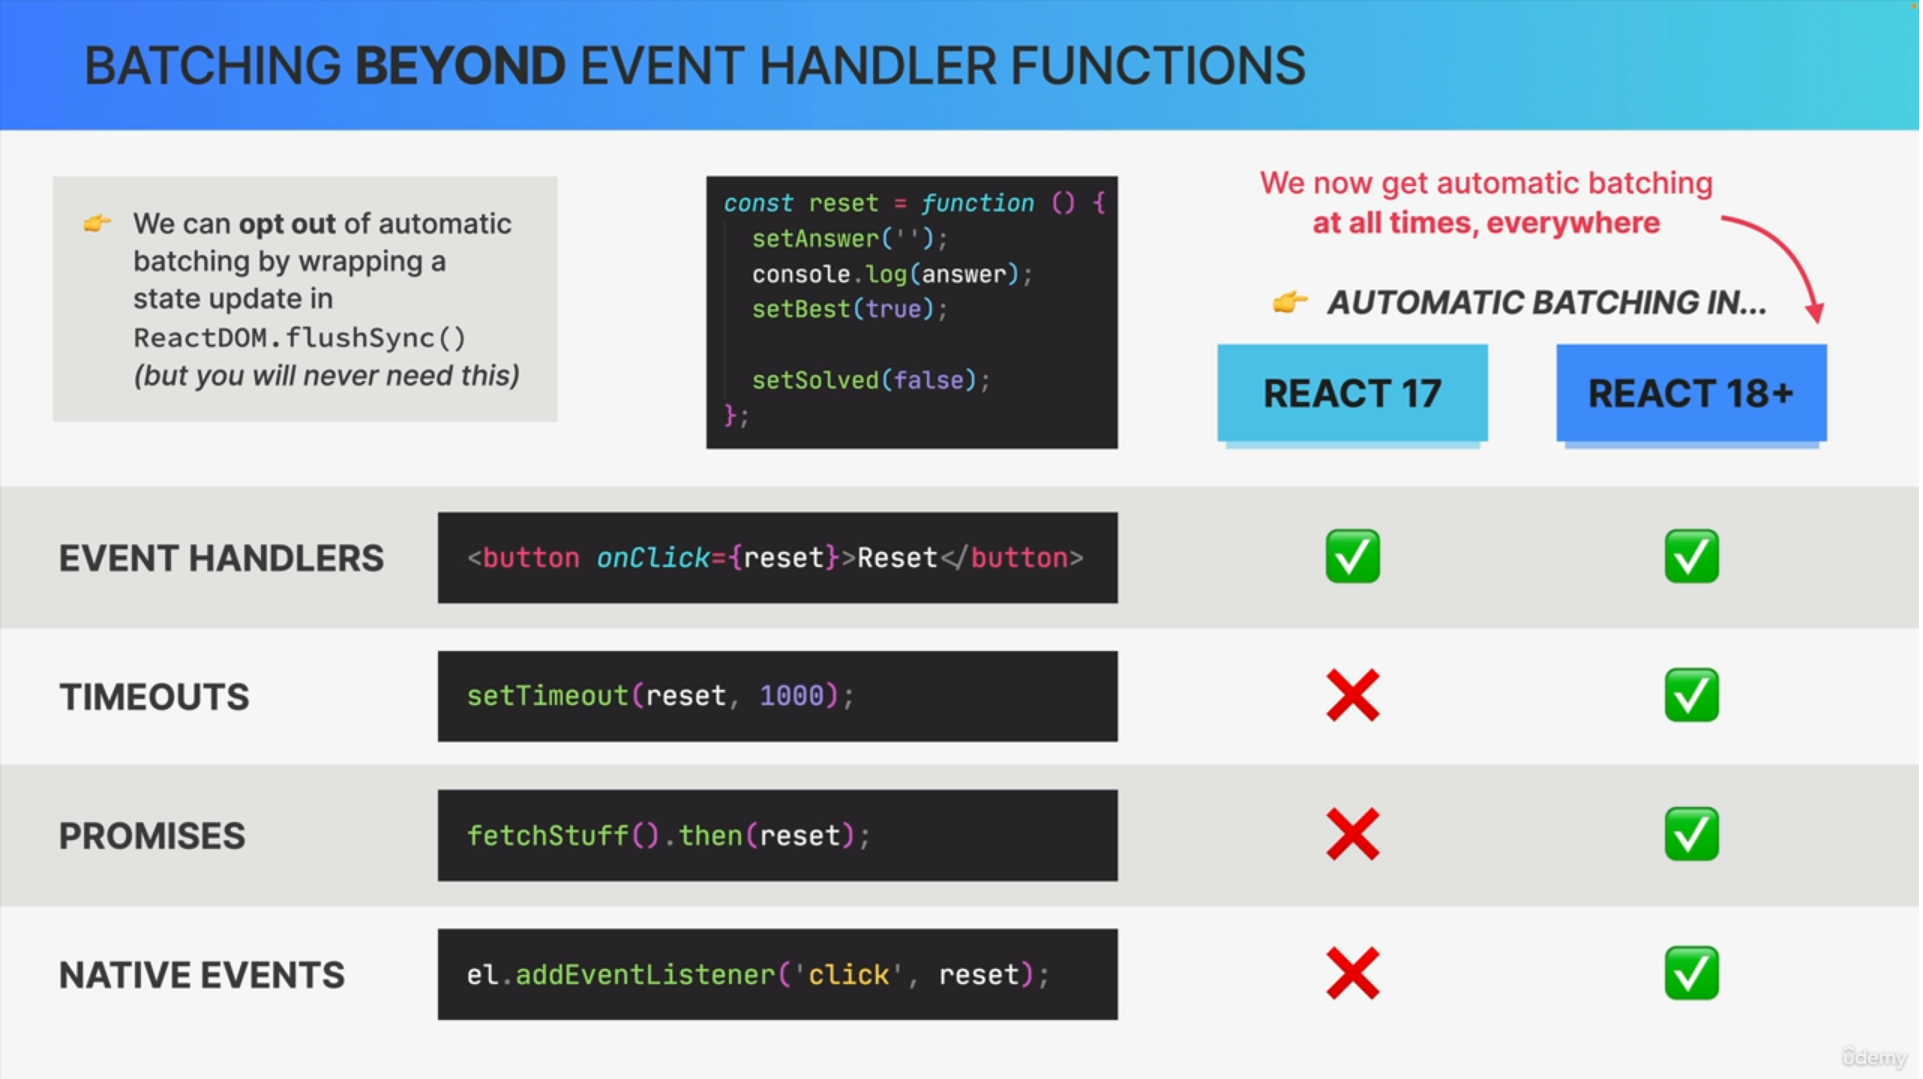 BATCHING BEYOND EVENT HANDLER FUNCTIONS
👉 We can opt out of automatic
batching by wrapping a
state update in
ReactDOM.flushSync()
(but you will never need this)
const reset = function () {
setAnswer('');
console.log(answer);
setBest(true);
setSolved(false);
};
We now get automatic batching
at all times, everywhere
👉 AUTOMATIC BATCHING IN...
REACT 17
REACT 18+
EVENT HANDLERS
<button onClick={reset}>Reset</button>
TIMEOUTS
setTimeout(reset, 1000);
PROMISES
fetchStuff().then(reset);
NATIVE EVENTS
el.addEventListener('click', reset);
ûdemy